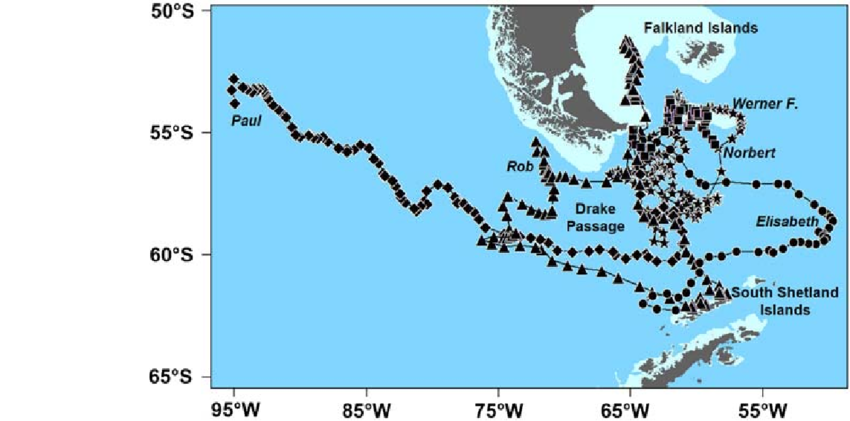 50°S
Falkland Islands
Paul
Werner F.
55°S
Norbert
Rob
Drake
Passage
Elisabeth
60°S
South Shetland
Islands
65°S
95°W
85°W
75°W
65°W
55°W